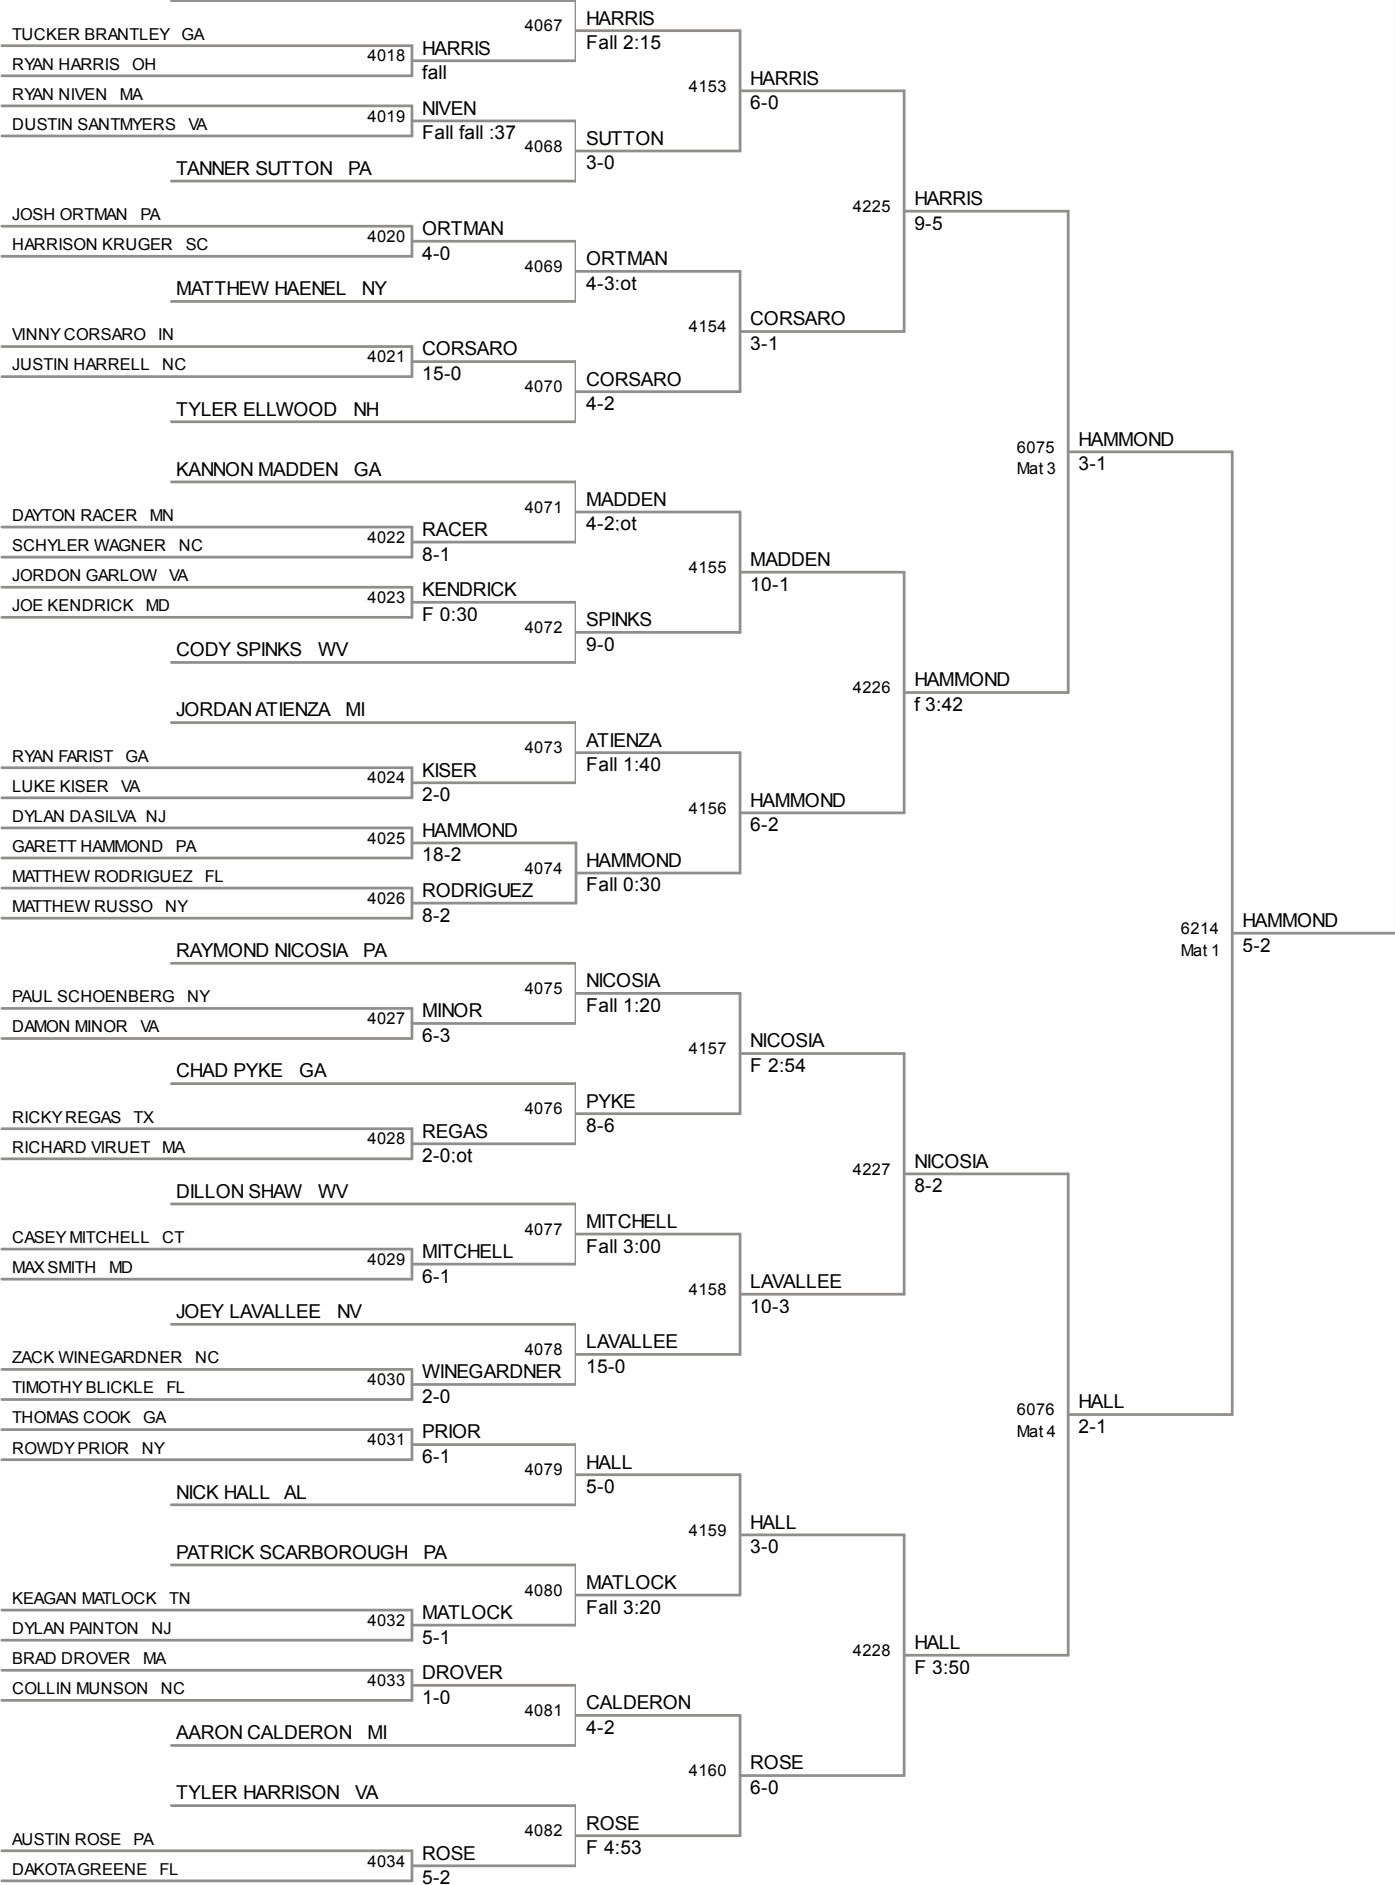 4067
HARRIS
Fall 2:15
TUCKER BRANTLEY GA
4018
HARRIS
fall
RYAN HARRIS OH
4153
HARRIS
6-0
RYAN NIVEN MA
4019
NIVEN
Fall fall :37
DUSTIN SANTMYERS VA
4068
SUTTON
3-0
TANNER SUTTON PA
4225
HARRIS
9-5
JOSH ORTMAN PA
4020
ORTMAN
4-0
HARRISON KRUGER SC
4069
ORTMAN
4-3:ot
MATTHEW HAENEL NY
4154
CORSARO
3-1
VINNY CORSARO IN
4021
CORSARO
15-0
JUSTIN HARRELL NC
4070
CORSARO
4-2
TYLER ELLWOOD NH
6075
Mat 3
HAMMOND
3-1
KANNON MADDEN GA
4071
MADDEN
4-2:ot
DAYTON RACER MN
4022
RACER
8-1
SCHYLER WAGNER NC
4155
MADDEN
10-1
JORDON GARLOW VA
4023
KENDRICK
F 0:30
JOE KENDRICK MD
4072
SPINKS
9-0
CODY SPINKS WV
4226
HAMMOND
f 3:42
JORDAN ATIENZA MI
4073
ATIENZA
Fall 1:40
RYAN FARIST GA
4024
KISER
2-0
LUKE KISER VA
4156
HAMMOND
6-2
DYLAN DASILVA NJ
4025
HAMMOND
18-2
GARETT HAMMOND PA
4074
HAMMOND
Fall 0:30
MATTHEW RODRIGUEZ FL
4026
RODRIGUEZ
8-2
MATTHEW RUSSO NY
6214
Mat 1
HAMMOND
5-2
RAYMOND NICOSIA PA
4075
NICOSIA
Fall 1:20
PAUL SCHOENBERG NY
4027
MINOR
6-3
DAMON MINOR VA
4157
NICOSIA
F 2:54
CHAD PYKE GA
4076
PYKE
8-6
RICKY REGAS TX
4028
REGAS
2-0:ot
RICHARD VIRUET MA
4227
NICOSIA
8-2
DILLON SHAW WV
4077
MITCHELL
Fall 3:00
CASEY MITCHELL CT
4029
MITCHELL
6-1
MAX SMITH MD
4158
LAVALLEE
10-3
JOEY LAVALLEE NV
4078
LAVALLEE
15-0
ZACK WINEGARDNER NC
4030
WINEGARDNER
2-0
TIMOTHY BLICKLE FL
6076
Mat 4
HALL
2-1
THOMAS COOK GA
4031
PRIOR
6-1
ROWDY PRIOR NY
4079
HALL
5-0
NICK HALL AL
4159
HALL
3-0
PATRICK SCARBOROUGH PA
4080
MATLOCK
Fall 3:20
KEAGAN MATLOCK TN
4032
MATLOCK
5-1
DYLAN PAINTON NJ
4228
HALL
F 3:50
BRAD DROVER MA
4033
DROVER
1-0
COLLIN MUNSON NC
4081
CALDERON
4-2
AARON CALDERON MI
4160
ROSE
6-0
TYLER HARRISON VA
4082
ROSE
F 4:53
AUSTIN ROSE PA
4034
ROSE
5-2
DAKOTA GREENE FL